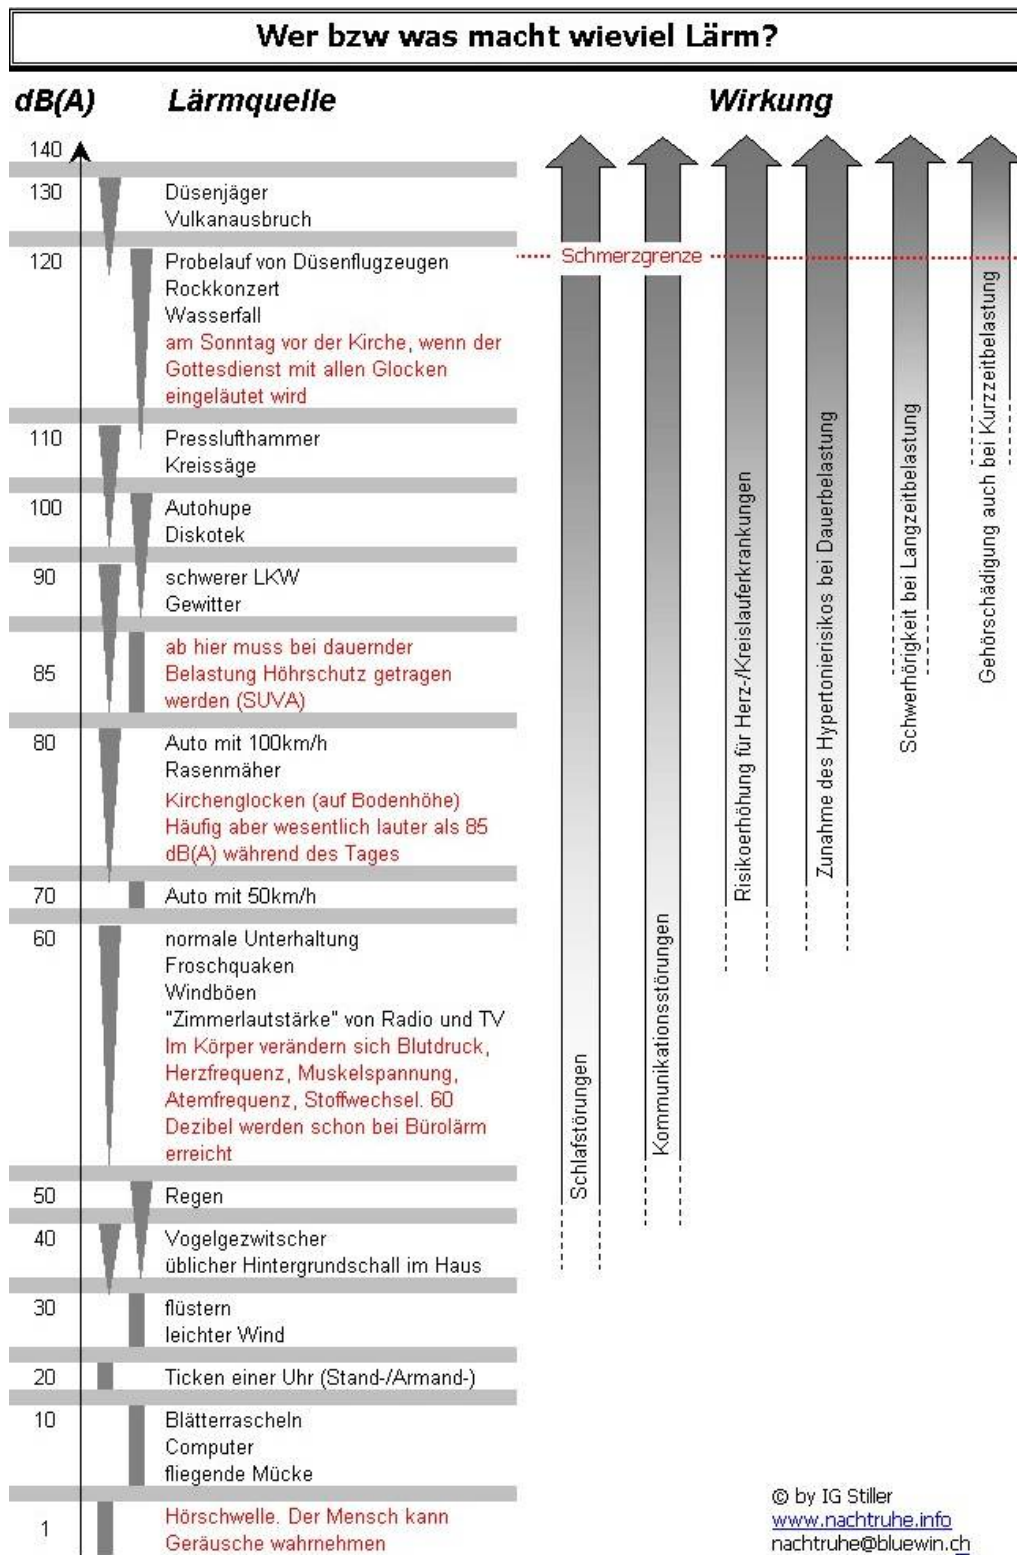 Wer bzw was macht wieviel Lärm?
dB(A) Lärmquelle Wirkung
140
130 Düsenjäger
Vulkanausbruch
120 Probelauf von Düsenflugzeugen
Rockkonzert
Wasserfall
am Sonntag vor der Kirche, wenn der
Gottesdienst mit allen Glocken
eingeläutet wird
110 Presslufthammer
Kreissäge
100 Autohupe
Diskotek
90 schwerer LKW
Gewitter
ab hier muss bei dauernder
85 Belastung Höhrschutz getragen
werden (SUVA)
80 Auto mit 100km/h
Rasenmäher
Kirchenglocken (auf Bodenhöhe)
Häufig aber wesentlich lauter als 85
dB(A) während des Tages
70 Auto mit 50km/h
60 normale Unterhaltung
Froschquaken
Windböen
"Zimmerlautstärke" von Radio und TV
Im Körper verändern sich Blutdruck,
Herzfrequenz, Muskelspannung,
Atemfrequenz, Stoffwechsel. 60
Dezibel werden schon bei Bürolärm
erreicht
50 Regen
40 Vogelgezwitscher
üblicher Hintergrundschall im Haus
30 flüstern
leichter Wind
20 Ticken einer Uhr (Stand-/Armand-)
10 Blätterrascheln
Computer
fliegende Mücke
1 Hörschwelle. Der Mensch kann
Geräusche wahrnehmen
Schmerzgrenze
Schlafstörungen
Kommunikationsstörungen
Risikoerhöhung für Herz-/Kreislauferkrankungen
Zunahme des Hypertonierisikos bei Dauerbelastung
Schwerhörigkeit bei Langzeitbelastung
Gehörschädigung auch bei Kurzzeitbelastung
© by IG Stiller
www.nachtruhe.info
nachtruhe@bluewin.ch